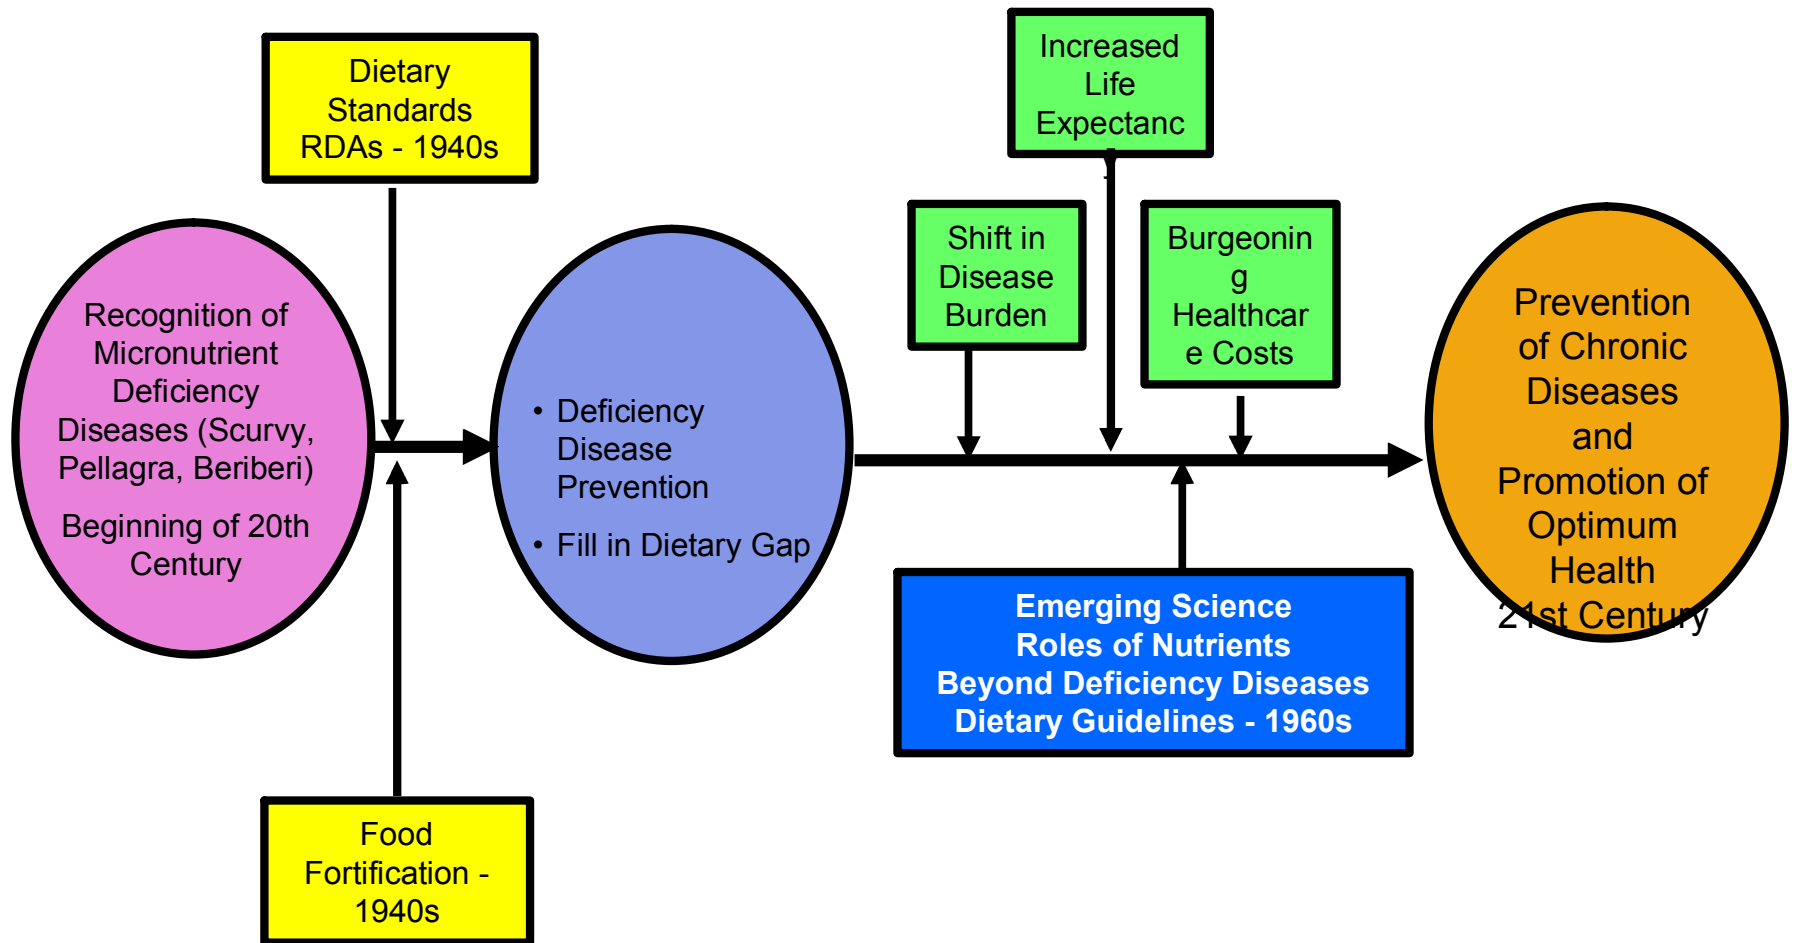 Dietary
Standards
RDAs - 1940s
Increased
Life
Expectanc
y
Shift in
Disease
Burden
Burgeonin
g
Healthcar
e Costs
Recognition of
Micronutrient
Deficiency
Diseases (Scurvy,
Pellagra, Beriberi)
Beginning of 20th
Century
• Deficiency
Disease
Prevention
• Fill in Dietary Gap
Prevention
of Chronic
Diseases
and
Promotion of
Optimum
Health
21st Century
Emerging Science
Roles of Nutrients
Beyond Deficiency Diseases
Dietary Guidelines - 1960s
Food
Fortification -
1940s